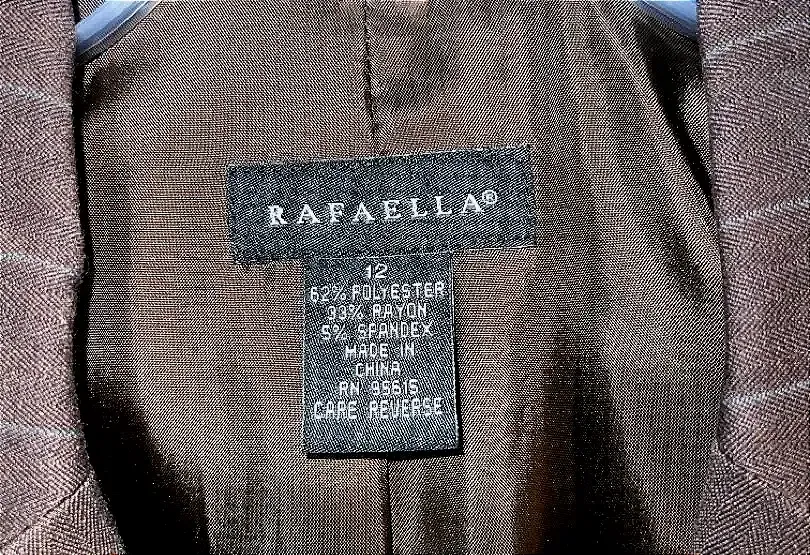 RAFAELLA®
12
62% POLYESTER
33% RAYON
5% SPANDEX
MADE IN
CHINA
RN 95615
CARE REVERSE